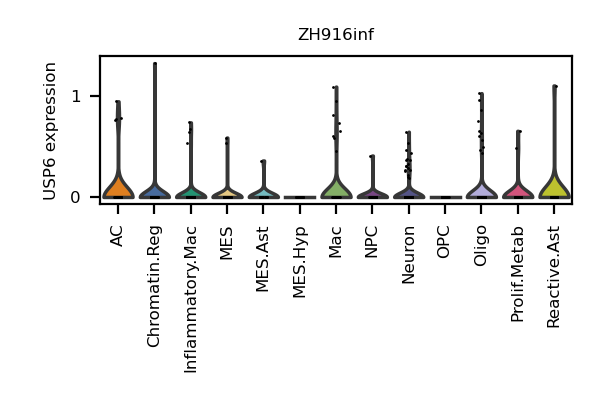 ZH916inf
USP6 expression
1
0
AC
Chromatin.Reg
Inflammatory.Mac
MES
MES.Ast
MES.Hyp
Mac
NPC
Neuron
OPC
Oligo
Prolif.Metab
Reactive.Ast